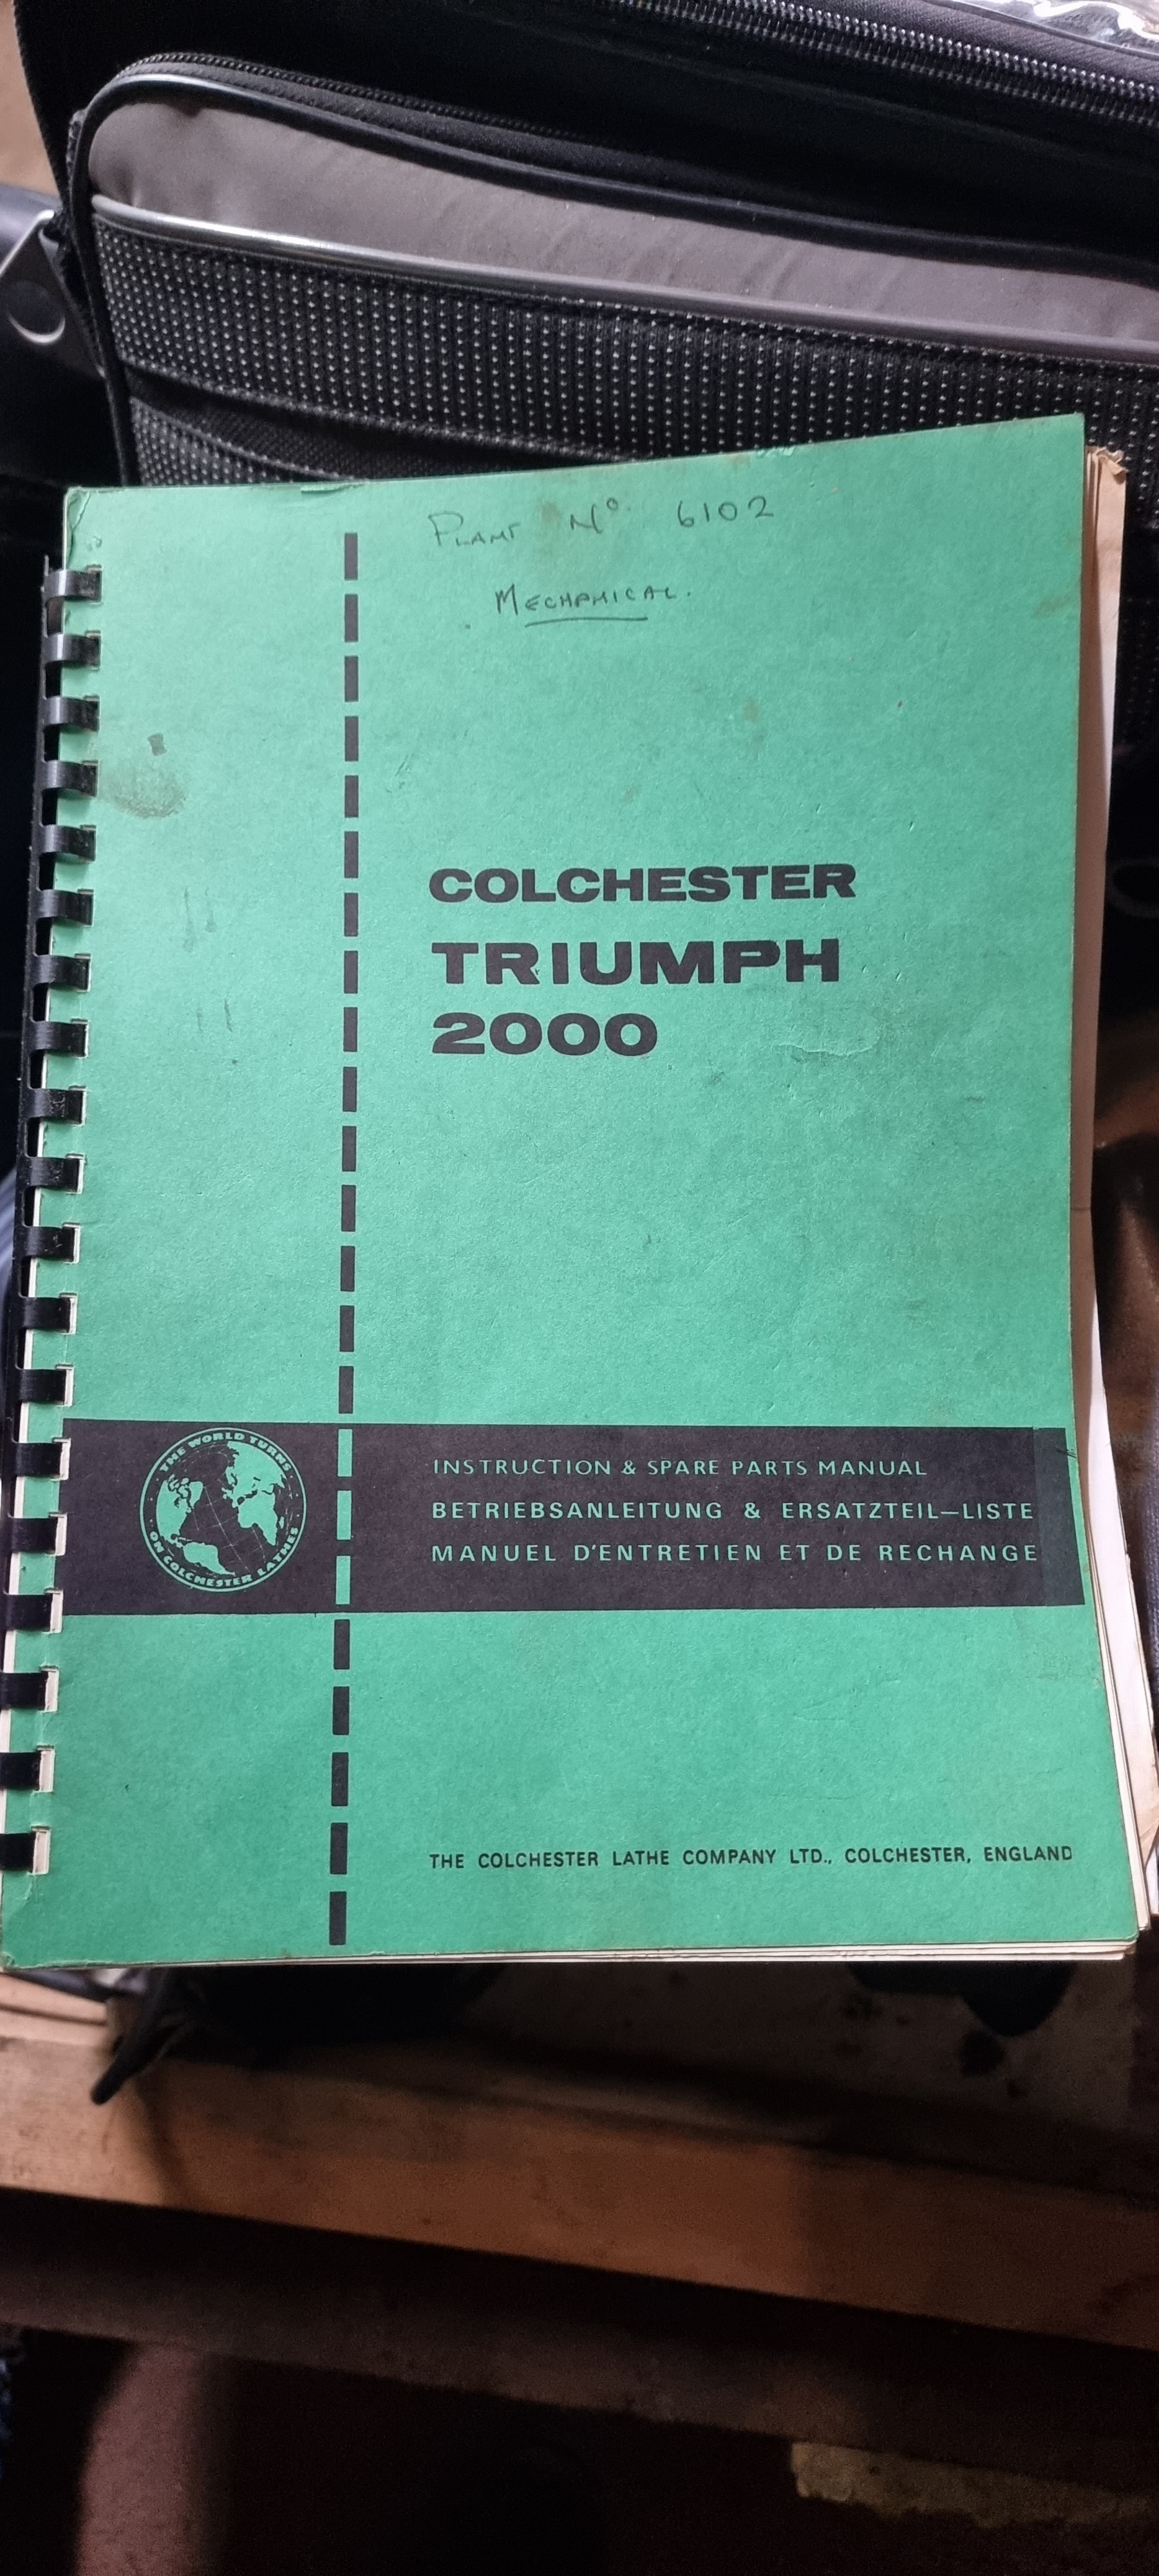 PLANT Nº 6102
MECHANICAL.
COLCHESTER
TRIUMPH
2000
THE WORLD TURNS
ON COLCHESTER LATHES
INSTRUCTION & SPARE PARTS MANUAL
BETRIEBSANLEITUNG & ERSATZTEIL—LISTE
MANUEL D'ENTRETIEN ET DE RECHANGE
THE COLCHESTER LATHE COMPANY LTD., COLCHESTER, ENGLAND